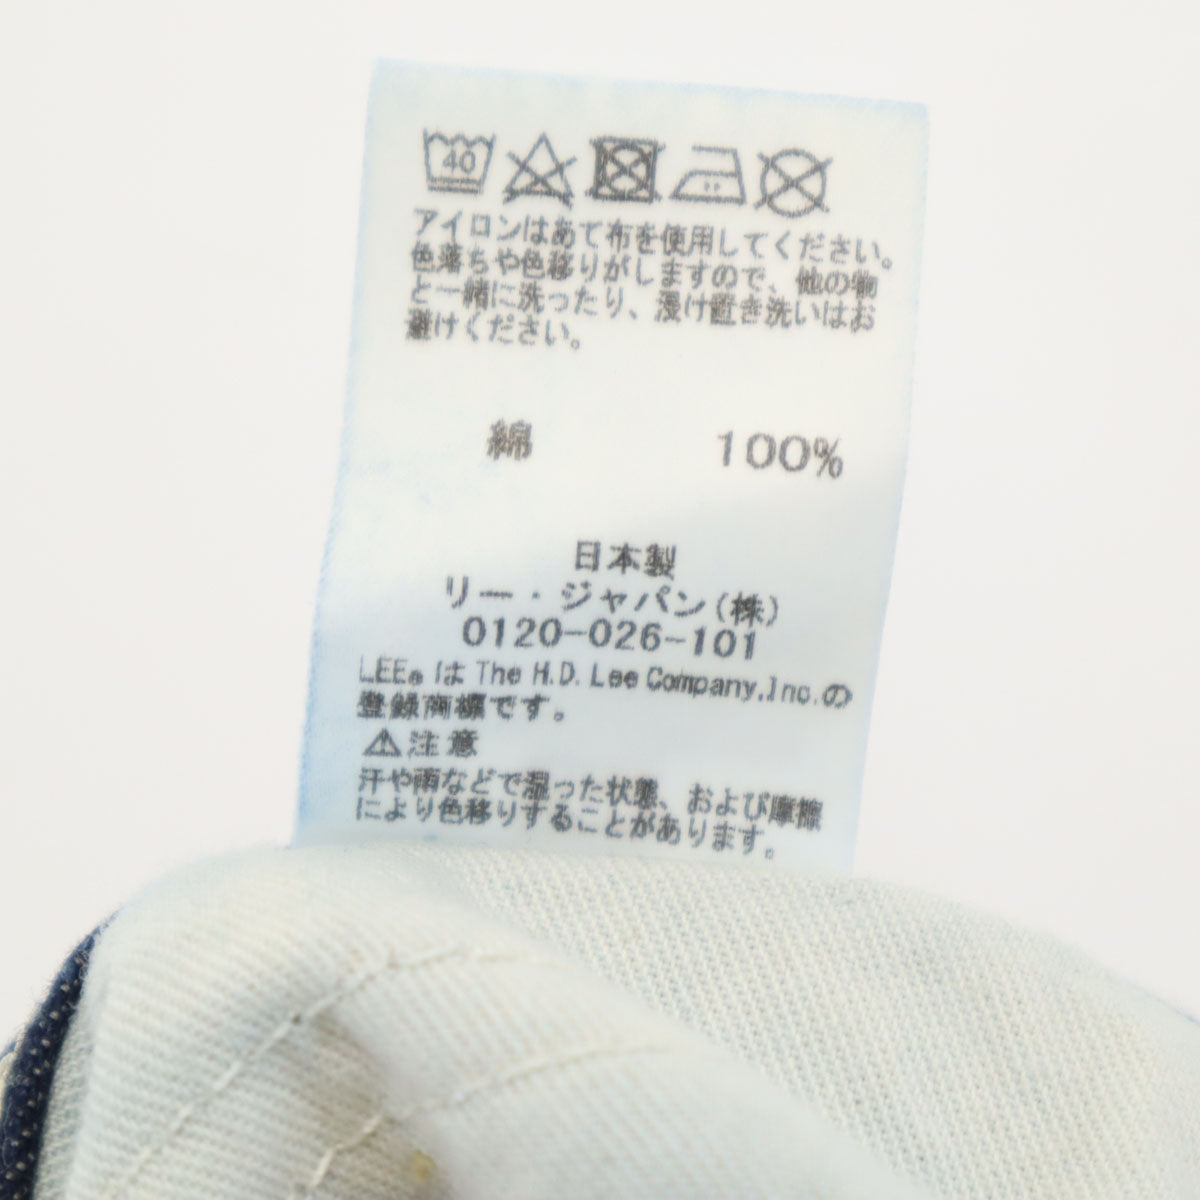 40
アイロンはあて布を使用してください。
色落ちや色移りがしますので、他の物
と一緒に洗ったり、浸け置き洗いはお
避けください。
綿 100%
日本製
リー・ジャパン(株)
0120-026-101
LEE® は The H.D. Lee Company,Inc.の
登録商標です。
⚠注意
汗や雨などで湿った状態、および摩擦
により色移りすることがあります。